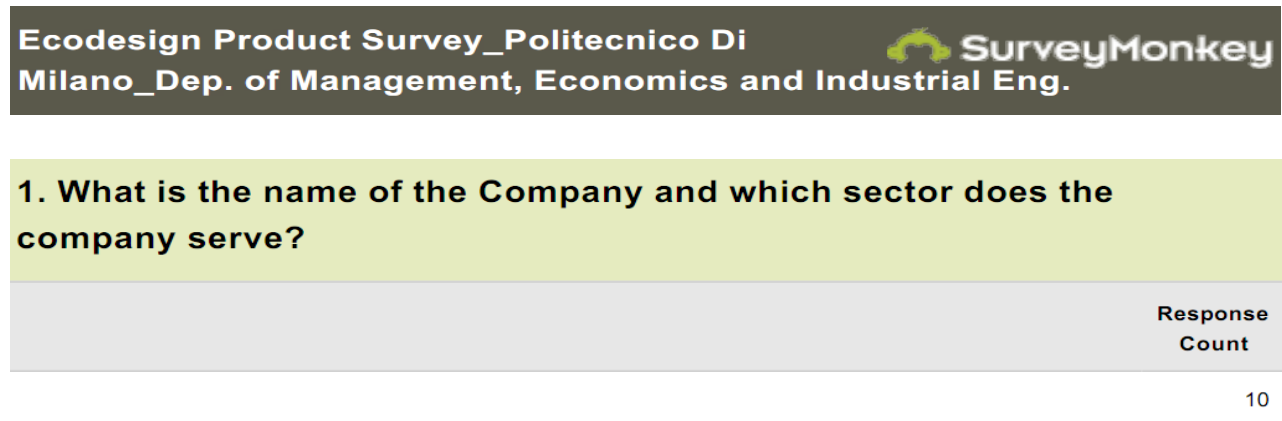 Ecodesign Product Survey_Politecnico Di
Milano_Dep. of Management, Economics and Industrial Eng.
SurveyMonkey
1. What is the name of the Company and which sector does the
company serve?
Response
Count
10